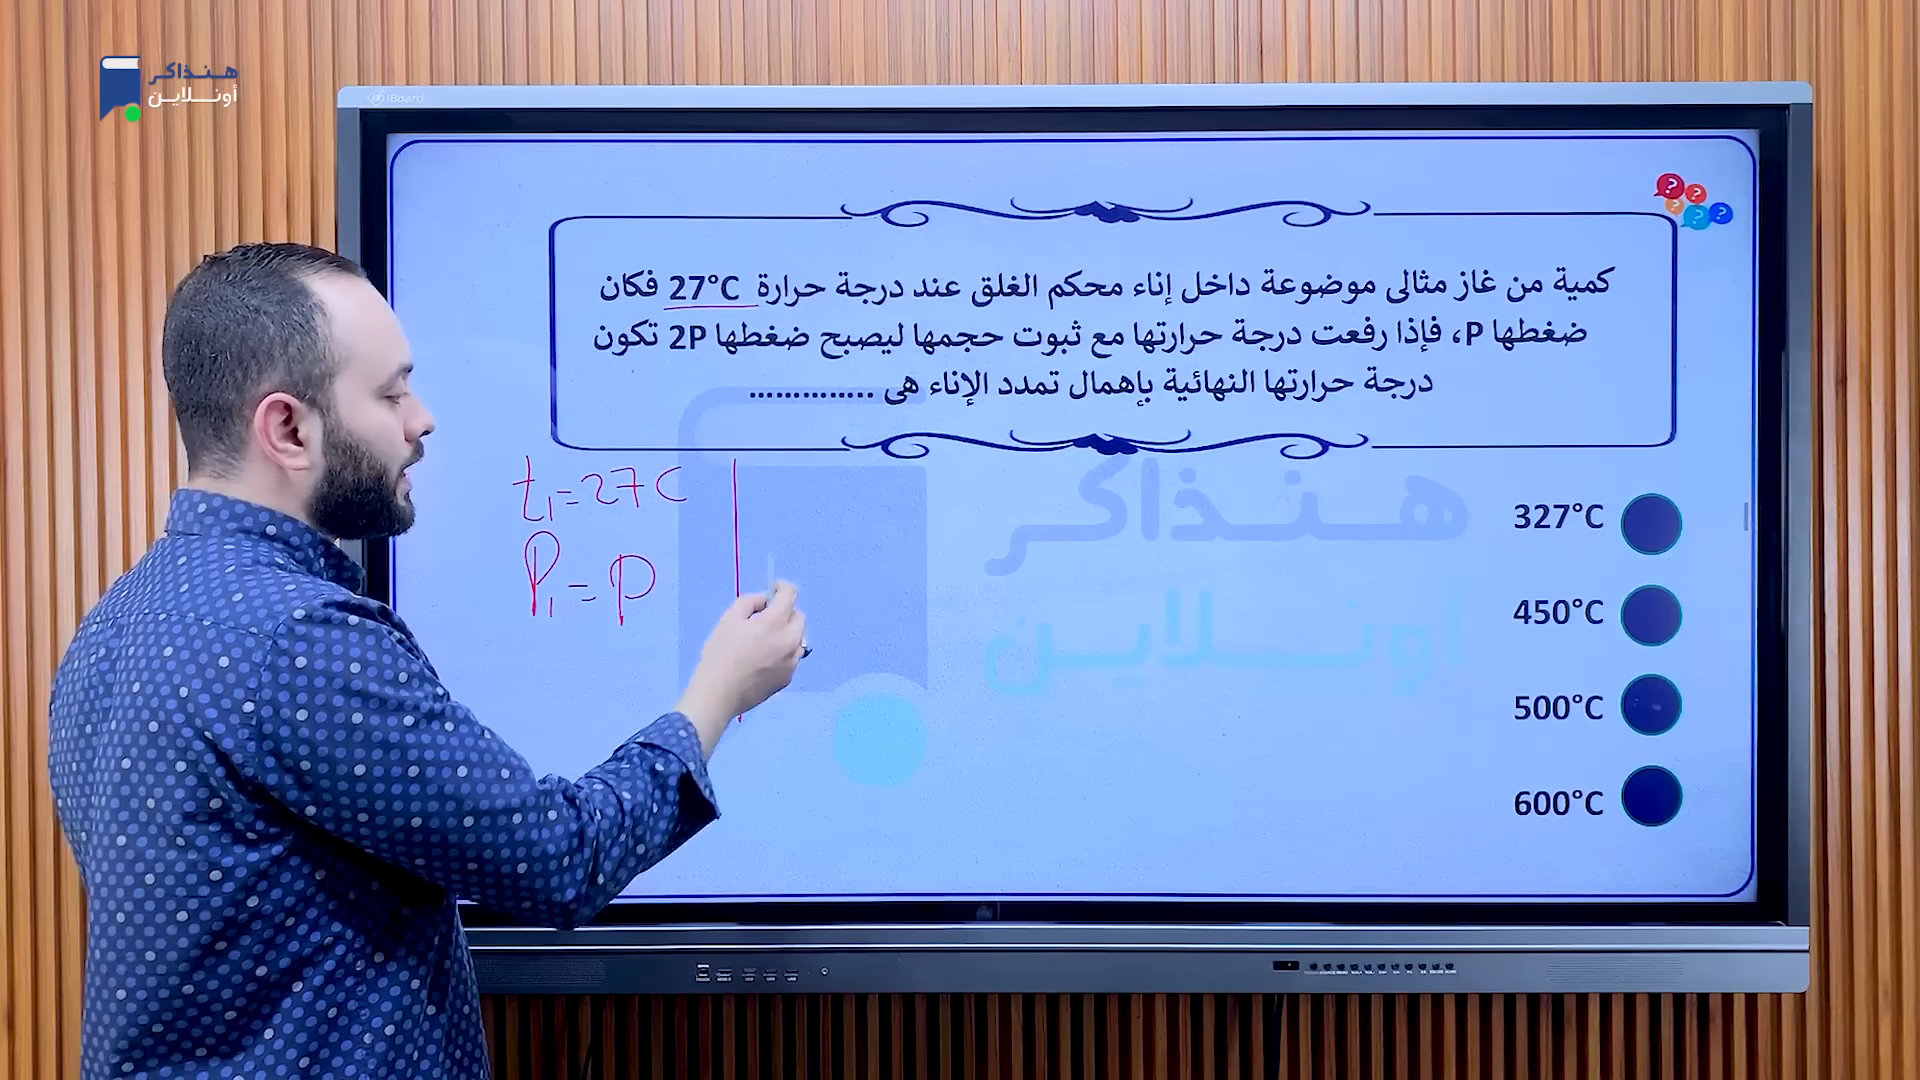 هنذاكر
أونلاين
IBoard
كمية من غاز مثالى موضوعة داخل إناء محكم الغلق عند درجة حرارة 27°C فكان
ضغطها P، فإذا رفعت درجة حرارتها مع ثبوت حجمها ليصبح ضغطها 2P تكون
درجة حرارتها النهائية بإهمال تمدد الإناء هى ..............
t₁=27C
P₁=P
هنذاكر
أونلاين
327°C
450°C
500°C
600°C